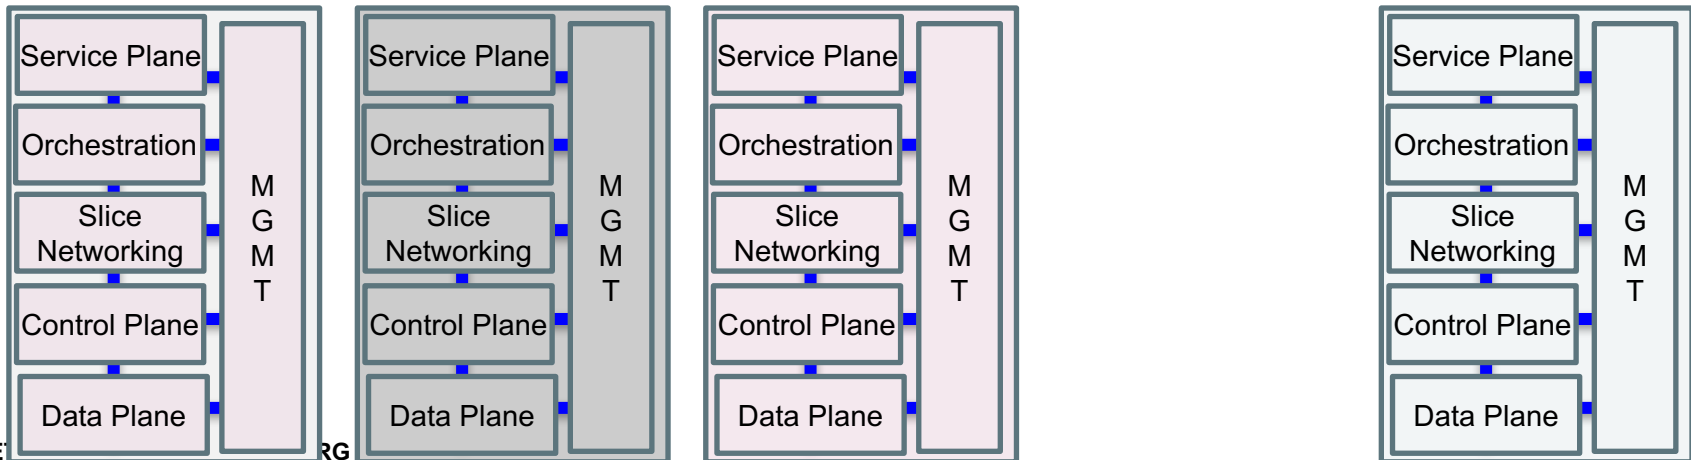 Service Plane
Orchestration
Slice
Networking
Control Plane
Data Plane
M
G
M
T
Service Plane
Orchestration
Slice
Networking
Control Plane
Data Plane
M
G
M
T
Service Plane
Orchestration
Slice
Networking
Control Plane
Data Plane
M
G
M
T
Service Plane
Orchestration
Slice
Networking
Control Plane
Data Plane
M
G
M
T